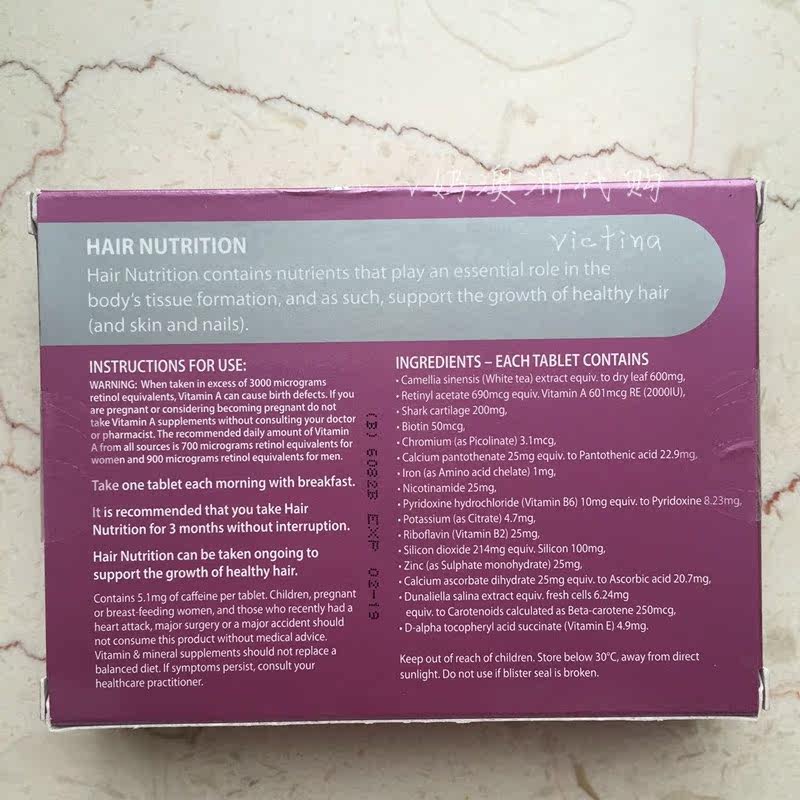 妈澳洲代购
victina
HAIR NUTRITION
Hair Nutrition contains nutrients that play an essential role in the
body's tissue formation, and as such, support the growth of healthy hair
(and skin and nails).
INSTRUCTIONS FOR USE:
WARNING: When taken in excess of 3000 micrograms
retinol equivalents, Vitamin A can cause birth defects. If you
are pregnant or considering becoming pregnant do not
take Vitamin A supplements without consulting your doctor
or pharmacist. The recommended daily amount of Vitamin
A from all sources is 700 micrograms retinol equivalents for
women and 900 micrograms retinol equivalents for men.
Take one tablet each morning with breakfast.
It is recommended that you take Hair
Nutrition for 3 months without interruption.
Hair Nutrition can be taken ongoing to
support the growth of healthy hair.
Contains 5.1mg of caffeine per tablet. Children, pregnant
or breast-feeding women, and those who recently had a
heart attack, major surgery or a major accident should
not consume this product without medical advice.
Vitamin & mineral supplements should not replace a
balanced diet. If symptoms persist, consult your
healthcare practitioner.
(B) 6082B EXP 02-19
INGREDIENTS – EACH TABLET CONTAINS
• Camellia sinensis (White tea) extract equiv. to dry leaf 600mg,
• Retinyl acetate 690mcg equiv. Vitamin A 601mcg RE (2000IU),
• Shark cartilage 200mg,
• Biotin 50mcg,
• Chromium (as Picolinate) 3.1mcg,
• Calcium pantothenate 25mg equiv. to Pantothenic acid 22.9mg,
• Iron (as Amino acid chelate) 1mg,
• Nicotinamide 25mg,
• Pyridoxine hydrochloride (Vitamin B6) 10mg equiv. to Pyridoxine 8.23mg,
• Potassium (as Citrate) 4.7mg,
• Riboflavin (Vitamin B2) 25mg,
• Silicon dioxide 214mg equiv. Silicon 100mg,
• Zinc (as Sulphate monohydrate) 25mg,
• Calcium ascorbate dihydrate 25mg equiv. to Ascorbic acid 20.7mg,
• Dunaliella salina extract equiv. fresh cells 6.24mg
equiv. to Carotenoids calculated as Beta-carotene 250mcg,
• D-alpha tocopheryl acid succinate (Vitamin E) 4.9mg.
Keep out of reach of children. Store below 30°C, away from direct
sunlight. Do not use if blister seal is broken.